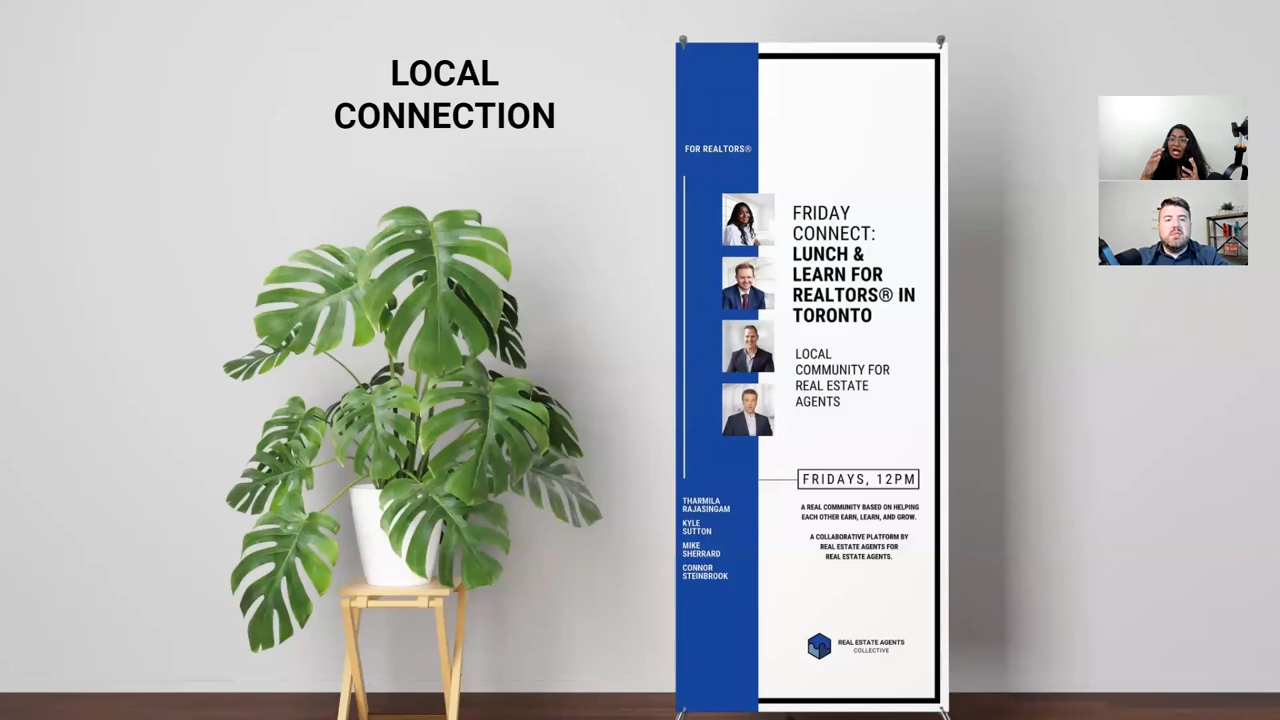 LOCAL
CONNECTION
FOR REALTORS®
FRIDAY
CONNECT:
LUNCH &
LEARN FOR
REALTORS® IN
TORONTO
LOCAL
COMMUNITY FOR
REAL ESTATE
AGENTS
FRIDAYS, 12PM
A REAL COMMUNITY BASED ON HELPING
EACH OTHER EARN, LEARN, AND GROW.
A COLLABORATIVE PLATFORM BY
REAL ESTATE AGENTS FOR
REAL ESTATE AGENTS.
THARMILA
RAJASINGAM
KYLE
SUTTON
MIKE
SHERRARD
CONNOR
STEINBROOK
REAL ESTATE AGENTS
COLLECTIVE